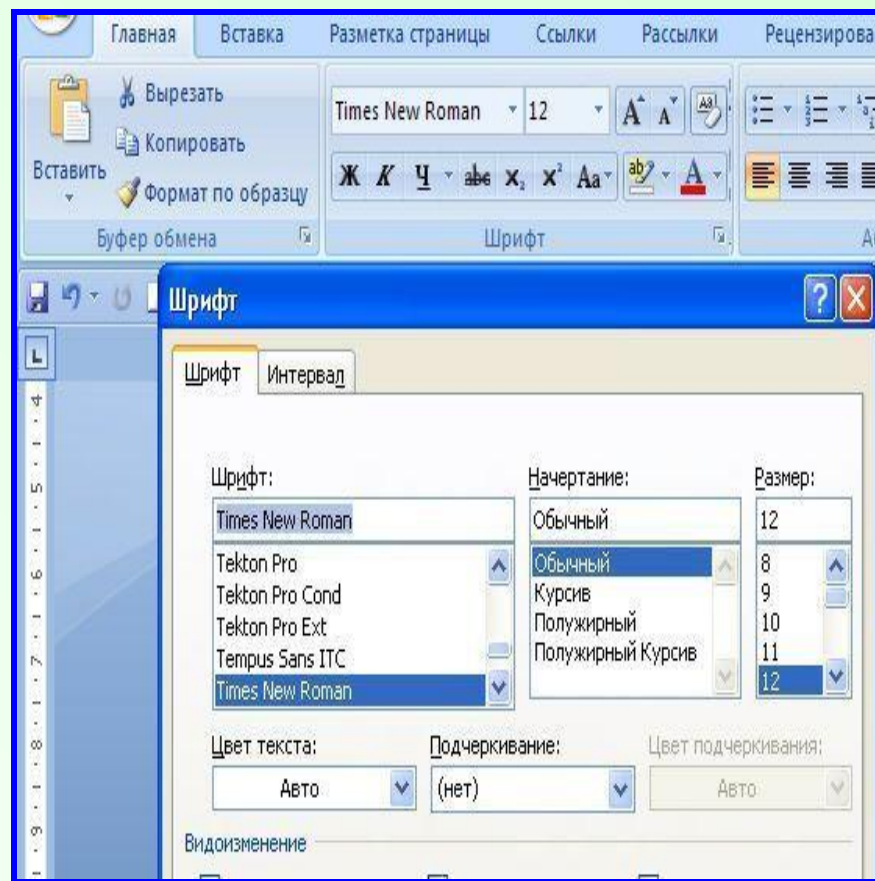 Главная Вставка Разметка страницы Ссылки Рассылки Рецензирова
Вырезать
Копировать
Формат по образцу
Вставить
Буфер обмена
Times New Roman 12
Ж К Ч abc x₂ x² Aa ab A
Шрифт
Шрифт
Шрифт Интервал
Шрифт: Начертание: Размер:
Times New Roman Обычный 12
Tekton Pro Обычный 8
Tekton Pro Cond Курсив 9
Tekton Pro Ext Полужирный 10
Tempus Sans ITC Полужирный Курсив 11
Times New Roman 12
Цвет текста: Подчеркивание: Цвет подчеркивания:
Авто (нет) Авто
Видоизменение